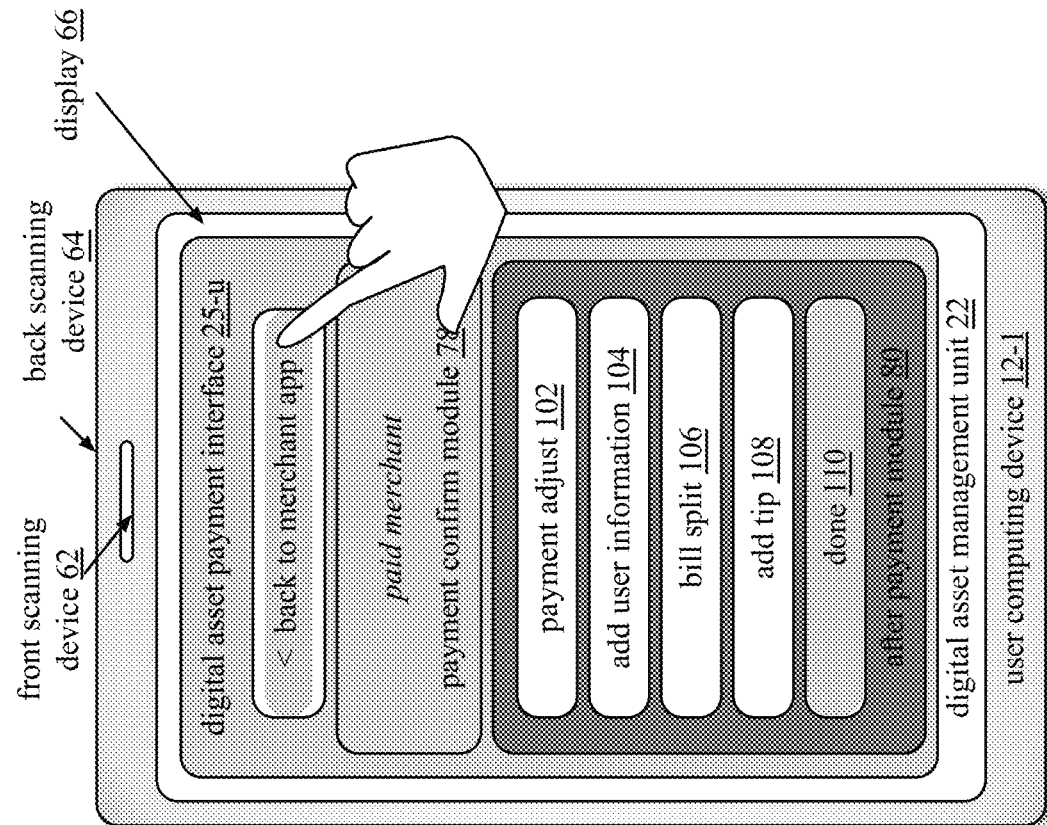 front scanning
device 62
back scanning
device 64
display 66
digital asset payment interface 25-u
< back to merchant app
paid merchant
payment confirm module 78
payment adjust 102
add user information 104
bill split 106
add tip 108
done 110
after payment module 80
digital asset management unit 22
user computing device 12-1